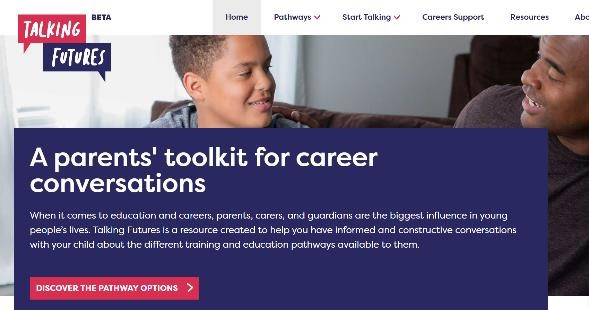 TALKING
FUTURES
BETA
Home Pathways Start Talking Careers Support Resources Abo
A parents' toolkit for career
conversations
When it comes to education and careers, parents, carers, and guardians are the biggest influence in young
people's lives. Talking Futures is a resource created to help you have informed and constructive conversations
with your child about the different training and education pathways available to them.
DISCOVER THE PATHWAY OPTIONS